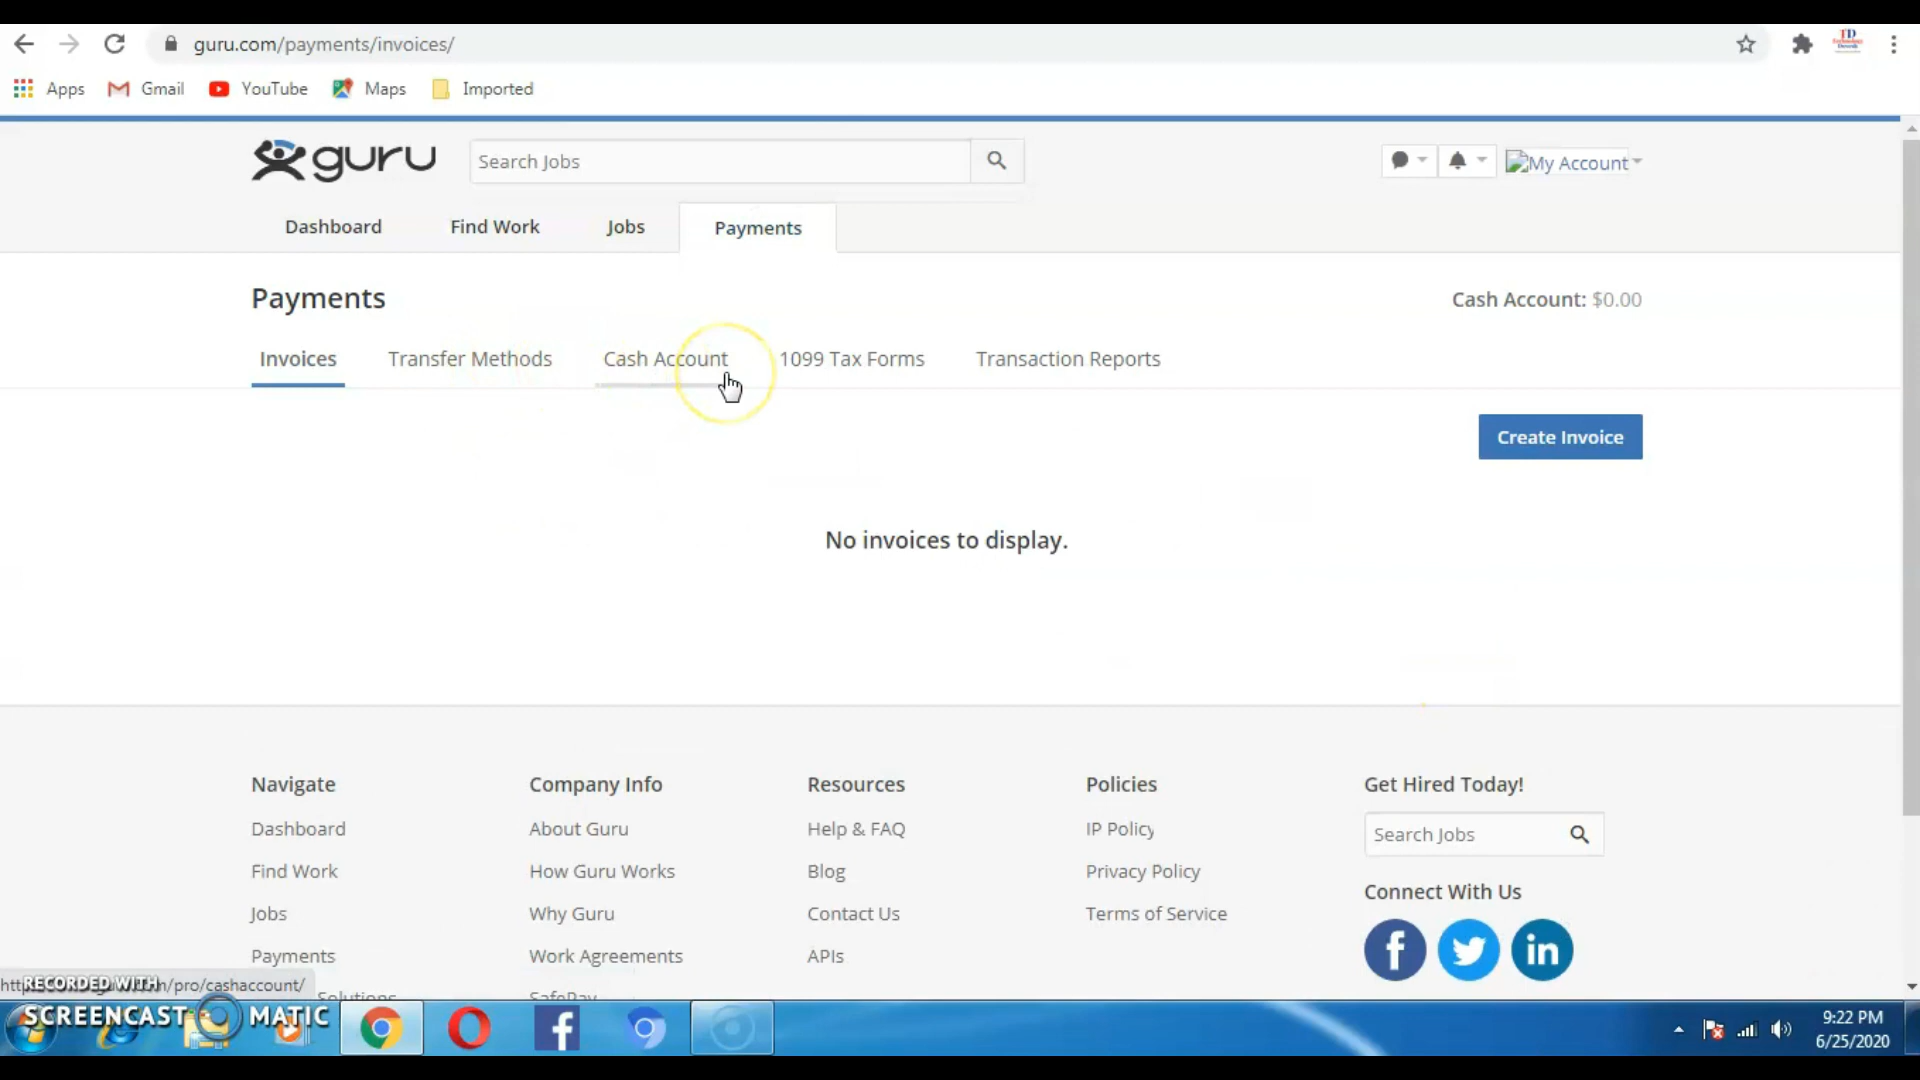 guru.com/payments/invoices/
Apps Gmail YouTube Maps Imported
guru Search Jobs My Account
Dashboard Find Work Jobs Payments
Payments Cash Account: $0.00
Invoices Transfer Methods Cash Account 1099 Tax Forms Transaction Reports
Create Invoice
No invoices to display.
Navigate Company Info Resources Policies Get Hired Today!
Dashboard About Guru Help & FAQ IP Policy Search Jobs
Find Work How Guru Works Blog Privacy Policy
Connect With Us
Jobs Why Guru Contact Us Terms of Service
Payments Work Agreements APIs
RECORDED WITH /pro/cashaccount/
Solutions SafePay
SCREENCAST MATIC
9:22 PM
6/25/2020